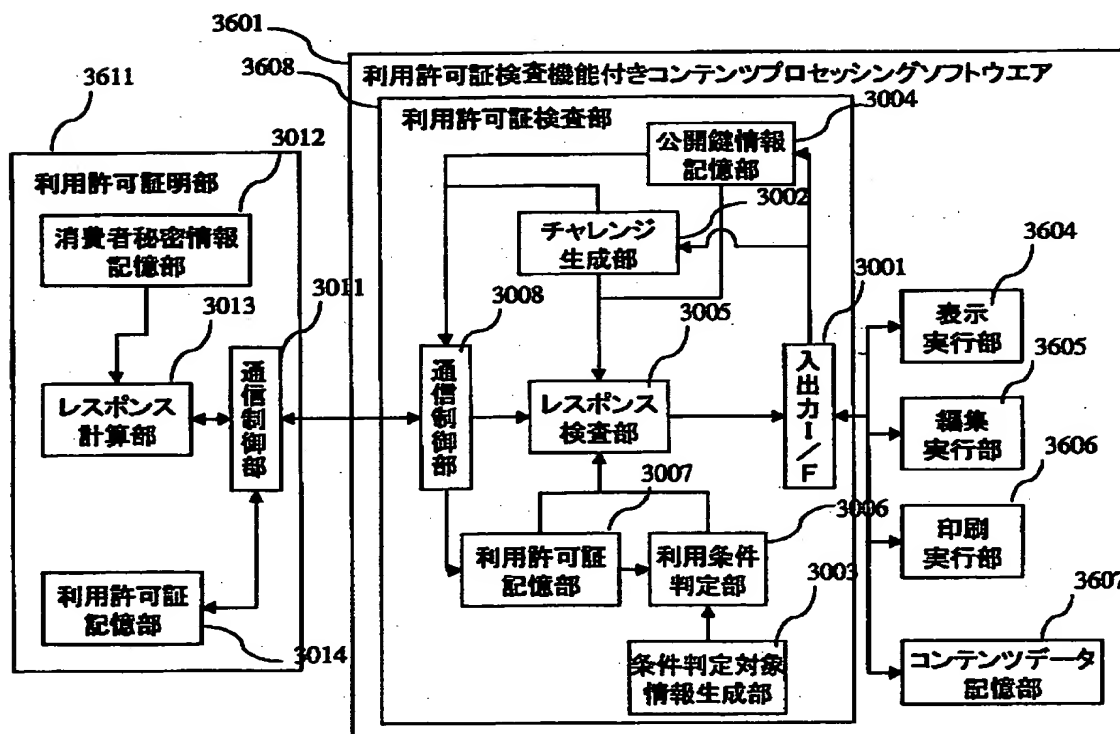 3601
3608
利用許可証検査機能付きコンテンツプロセッシングソフトウエア
3611
利用許可証検査部
3004
3012
公開鍵情報
記憶部
利用許可証明部
3002
消費者秘密情報
記憶部
チャレンジ
生成部
3604
3011
3001
表示
実行部
3013
3008
3005
3605
通信制御部
通信制御部
入出力I/F
レスポンス
計算部
レスポンス
検査部
編集
実行部
3007
3006
3606
利用許可証
記憶部
利用条件
判定部
印刷
実行部
3003
利用許可証
記憶部
3607
3014
条件判定対象
情報生成部
コンテンツデータ
記憶部